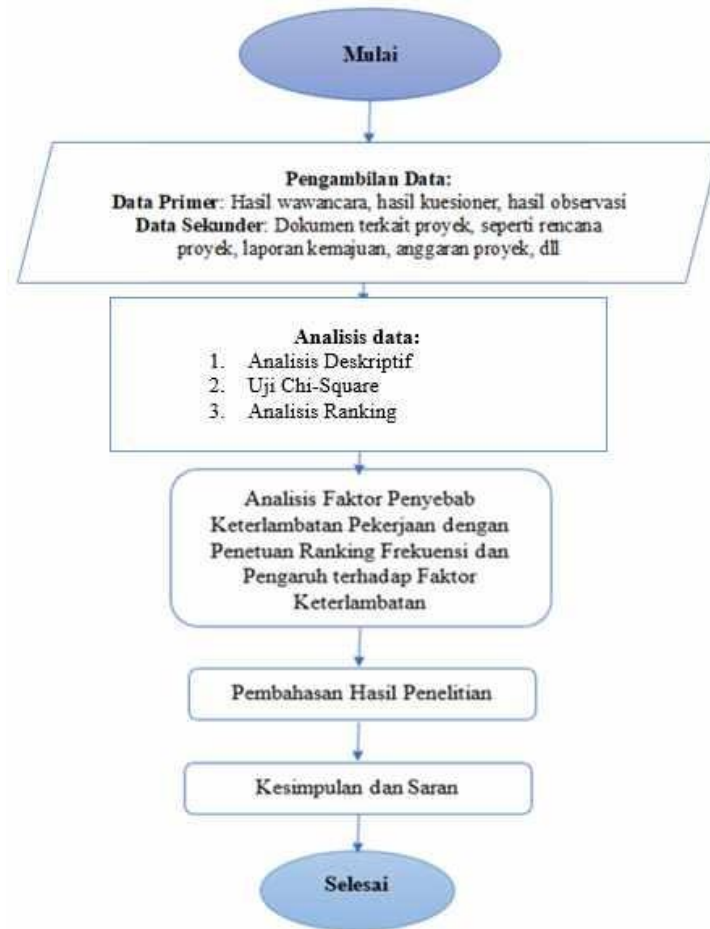 Mulai
Pengambilan Data:
Data Primer: Hasil wawancara, hasil kuesioner, hasil observasi
Data Sekunder: Dokumen terkait proyek, seperti rencana
proyek, laporan kemajuan, anggaran proyek, dll
Analisis data:
1. Analisis Deskriptif
2. Uji Chi-Square
3. Analisis Ranking
Analisis Faktor Penyebab
Keterlambatan Pekerjaan dengan
Penetuan Ranking Frekuensi dan
Pengaruh terhadap Faktor
Keterlambatan
Pembahasan Hasil Penelitian
Kesimpulan dan Saran
Selesai